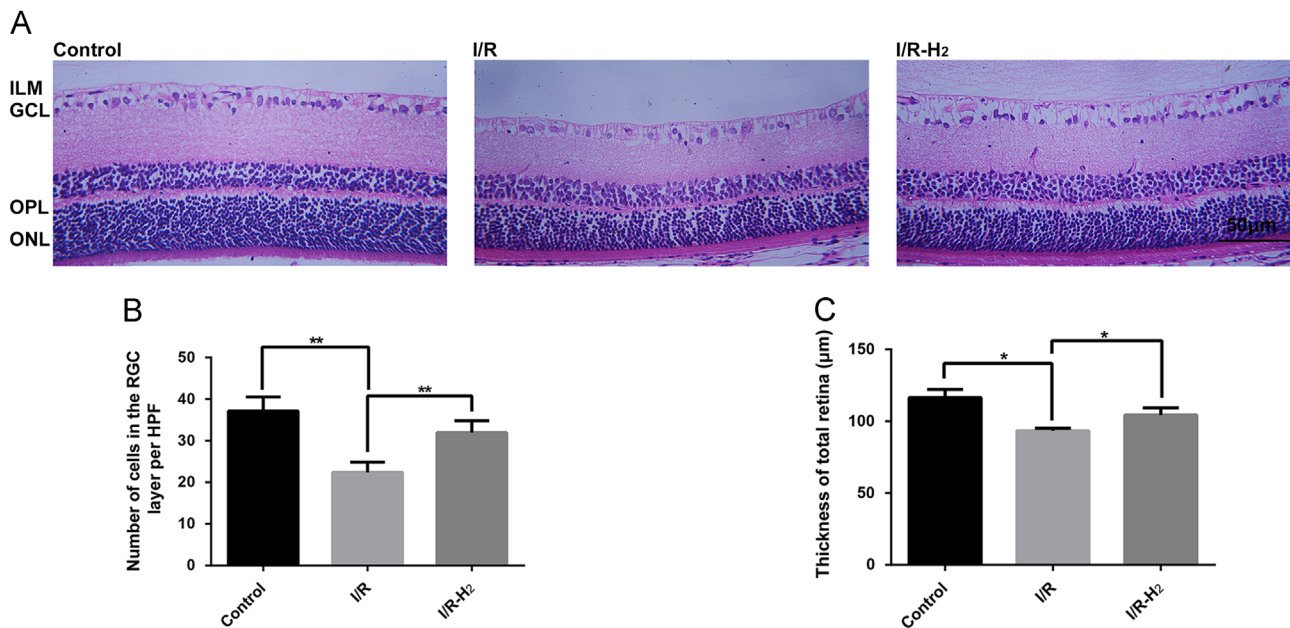 A
Control
I/R
I/R-H₂
ILM
GCL
OPL
ONL
50μm
B
Number of cells in the RGC
layer per HPF
50
40
30
20
10
0
**
**
Control
I/R
I/R-H₂
C
Thickness of total retina (μm)
150
100
50
0
*
*
Control
I/R
I/R-H₂